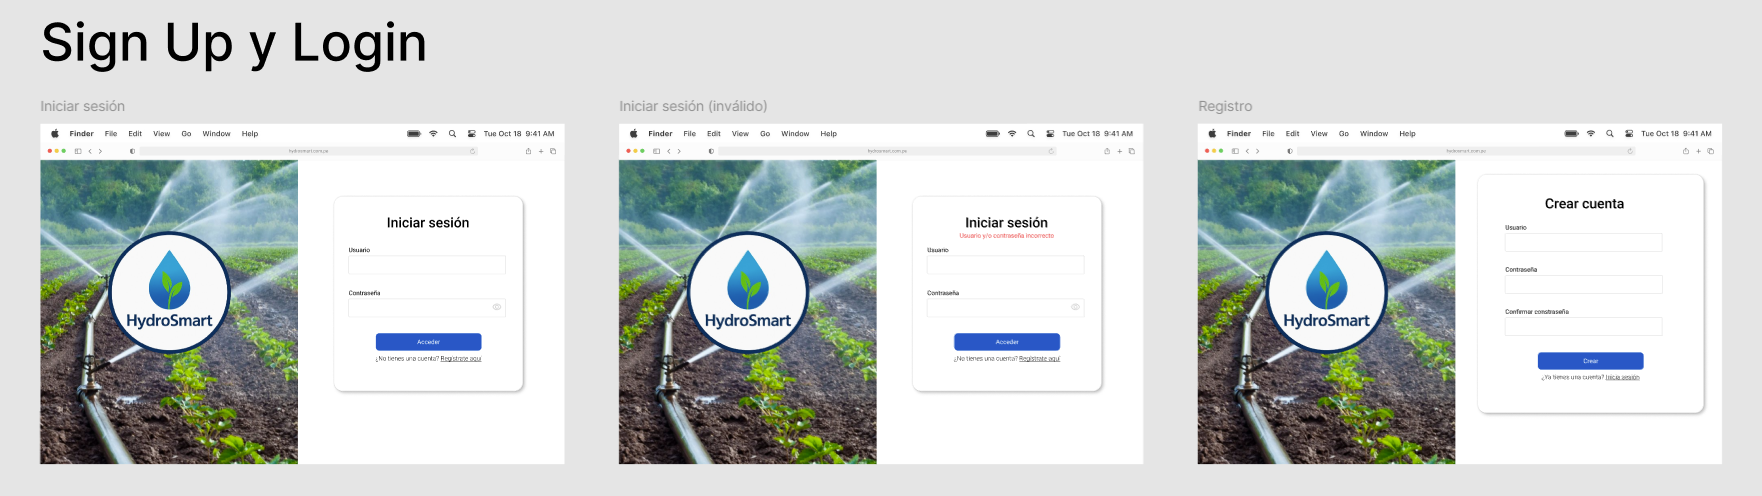 Sign Up y Login
Iniciar sesión
Finder File Edit View Go Window Help Tue Oct 18 9:41 AM
hydrosmart.com.pe
HydroSmart
Iniciar sesión
Usuario
Contraseña
Acceder
¿No tienes una cuenta? Regístrate aquí
Iniciar sesión (inválido)
Finder File Edit View Go Window Help Tue Oct 18 9:41 AM
hydrosmart.com.pe
HydroSmart
Iniciar sesión
Usuario y/o contraseña incorrecto
Usuario
Contraseña
Acceder
¿No tienes una cuenta? Regístrate aquí
Registro
Finder File Edit View Go Window Help Tue Oct 18 9:41 AM
hydrosmart.com.pe
HydroSmart
Crear cuenta
Usuario
Contraseña
Confirmar constraseña
Crear
¿Ya tienes una cuenta? Inicia sesión